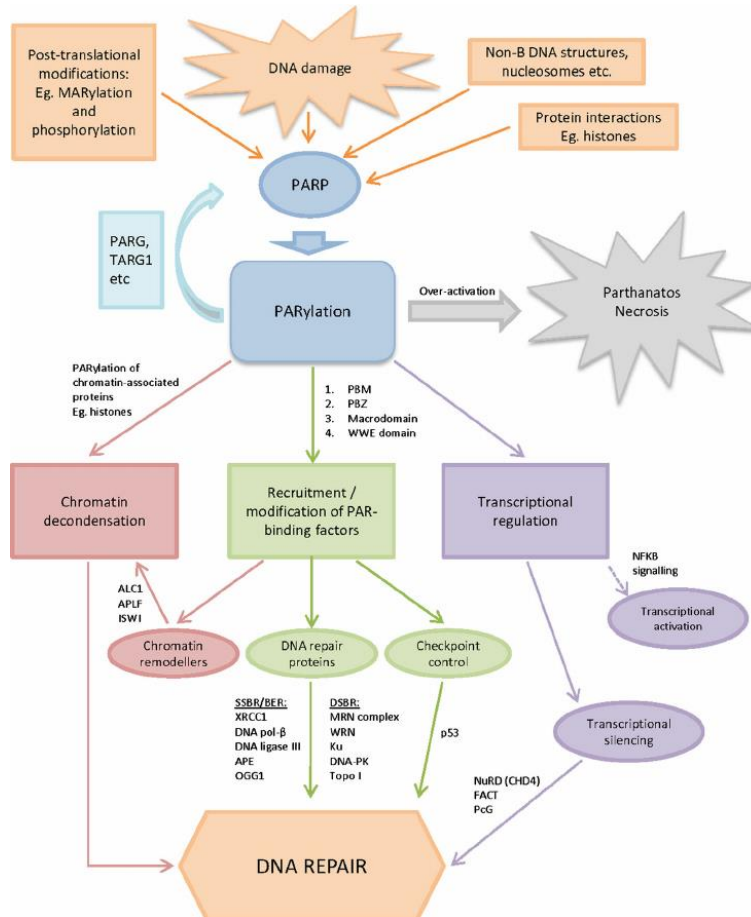 Post-translational
modifications:
Eg. MARylation
and
phosphorylation
DNA damage
Non-B DNA structures,
nucleosomes etc.
Protein interactions
Eg. histones
PARP
PARG,
TARG1
etc
PARylation
Over-activation
Parthanatos
Necrosis
PARylation of
chromatin-associated
proteins
Eg. histones
1. PBM
2. PBZ
3. Macrodomain
4. WWE domain
Chromatin
decondensation
Recruitment /
modification of PAR-
binding factors
Transcriptional
regulation
NFKB
signalling
ALC1
APLF
ISWI
Transcriptional
activation
Chromatin
remodellers
DNA repair
proteins
Checkpoint
control
SSBR/BER:
XRCC1
DNA pol-β
DNA ligase III
APE
OGG1
DSBR:
MRN complex
WRN
Ku
DNA-PK
Topo I
p53
Transcriptional
silencing
NuRD (CHD4)
FACT
PcG
DNA REPAIR